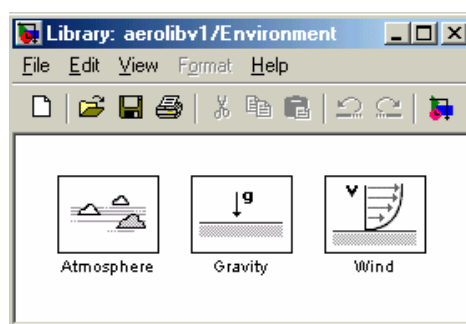 Library: aerolibv1/Environment
File Edit View Format Help
g
V
Atmosphere Gravity Wind